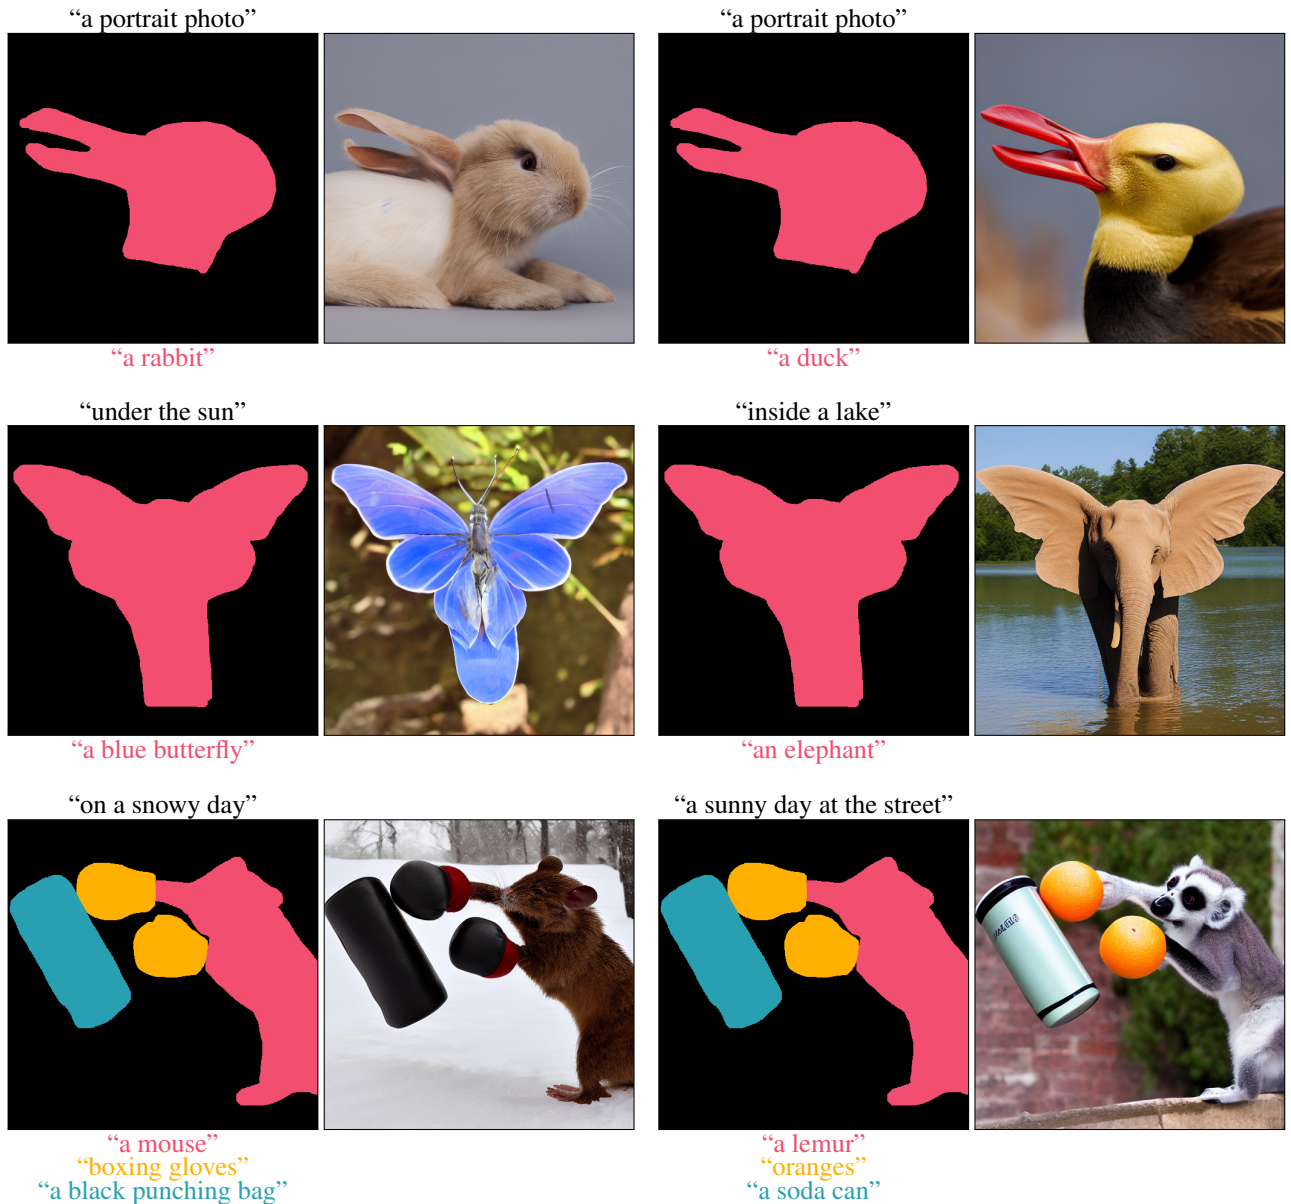 “a portrait photo”
“a portrait photo”
“a rabbit”
“a duck”
“under the sun”
“inside a lake”
“a blue butterfly”
“an elephant”
“on a snowy day”
“a sunny day at the street”
“a mouse”
“boxing gloves”
“a black punching bag”
“a lemur”
“oranges”
“a soda can”